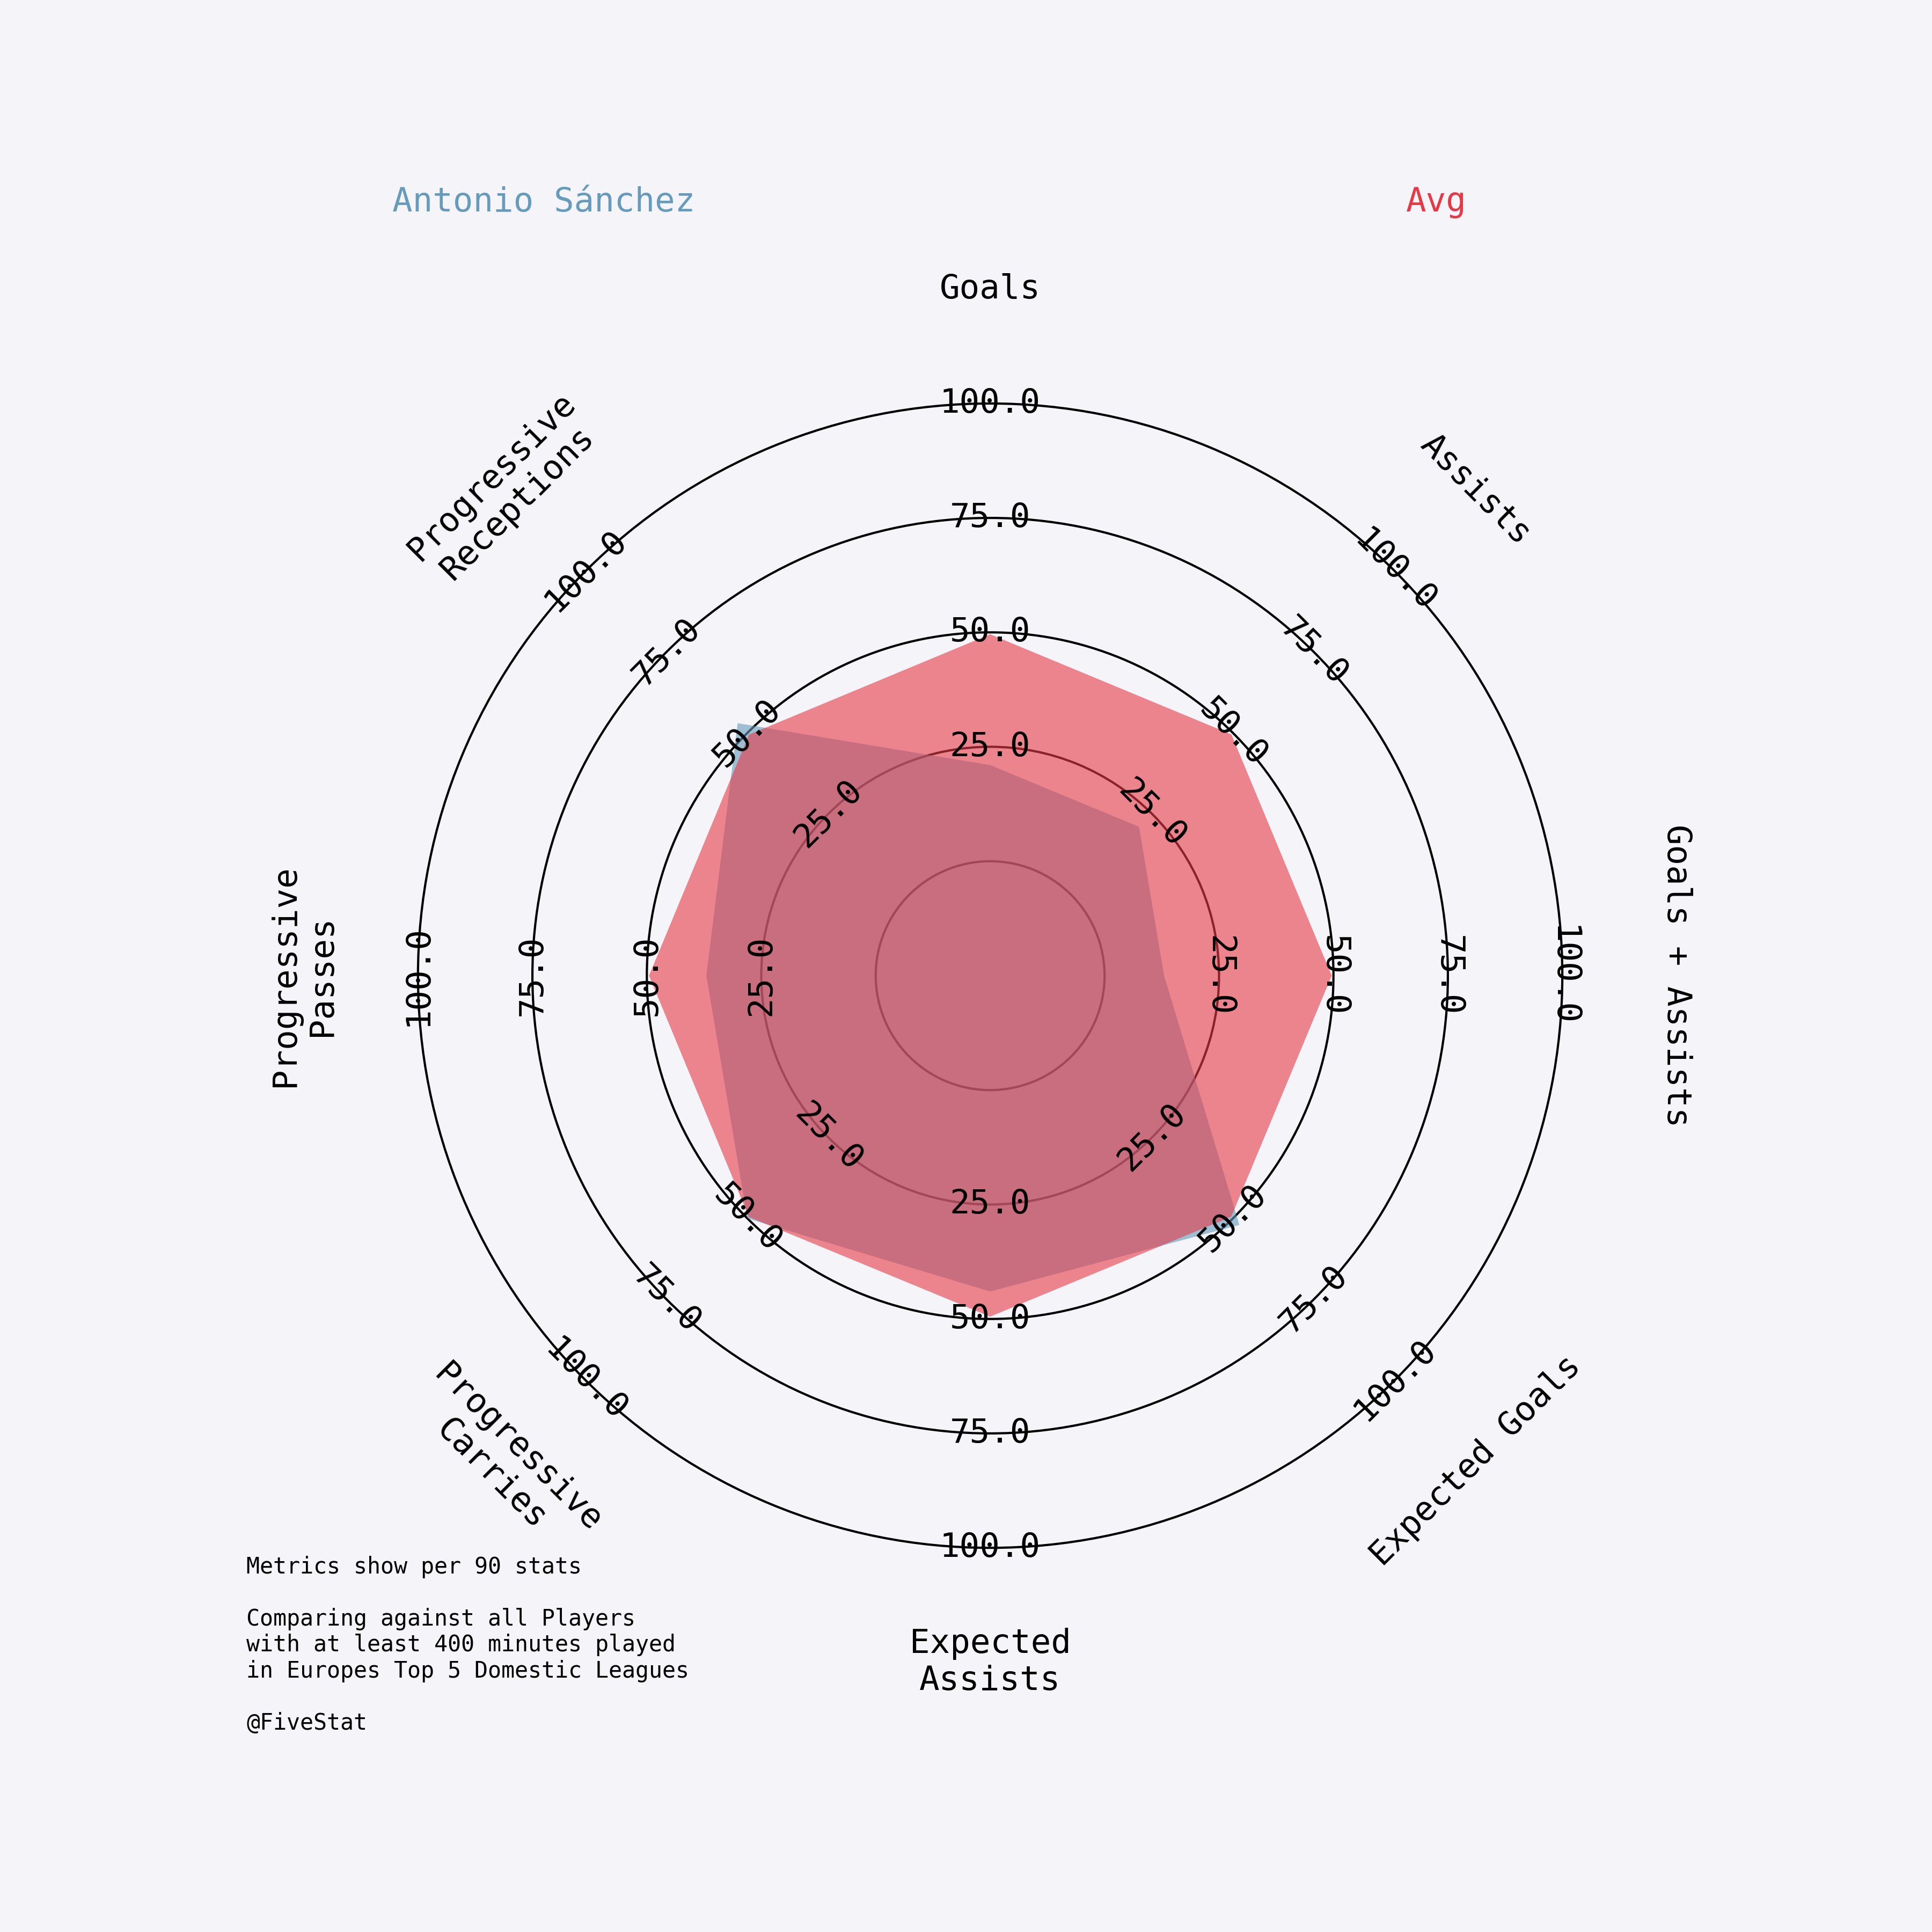 Antonio Sánchez
Avg
Goals
Assists
Goals + Assists
Expected Goals
Expected
Assists
Progressive
Carries
Progressive
Passes
Progressive
Receptions
25.0
50.0
75.0
100.0
25.0
50.0
75.0
100.0
25.0
50.0
75.0
100.0
25.0
50.0
75.0
100.0
25.0
50.0
75.0
100.0
25.0
50.0
75.0
100.0
25.0
50.0
75.0
100.0
25.0
50.0
75.0
100.0
Metrics show per 90 stats
Comparing against all Players
with at least 400 minutes played
in Europes Top 5 Domestic Leagues
@FiveStat